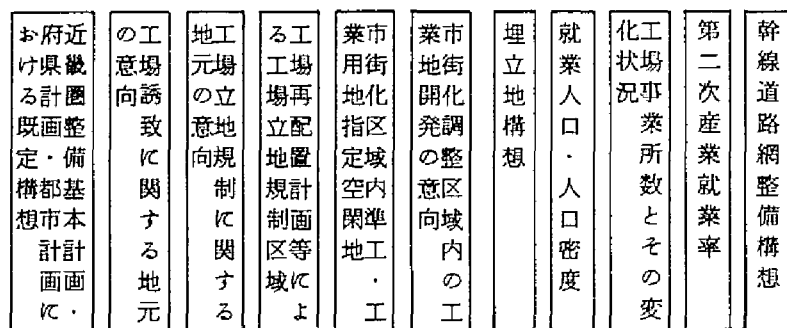 幹線道路網整備構想
第二次産業就業率
工場事業所数とその変
化状況
就業人口・人口密度
埋立地構想
市街化調整区域内の工
業地開発の意向
市街化区域内準工・工
業用地指定空閑地
工場再配置計画等によ
る工場立地規制区域
工場立地規制に関する
地元の意向
工場誘致に関する地元
の意向
近畿圏整備基本計画・
府県計画・都市計画に
おける既定構想